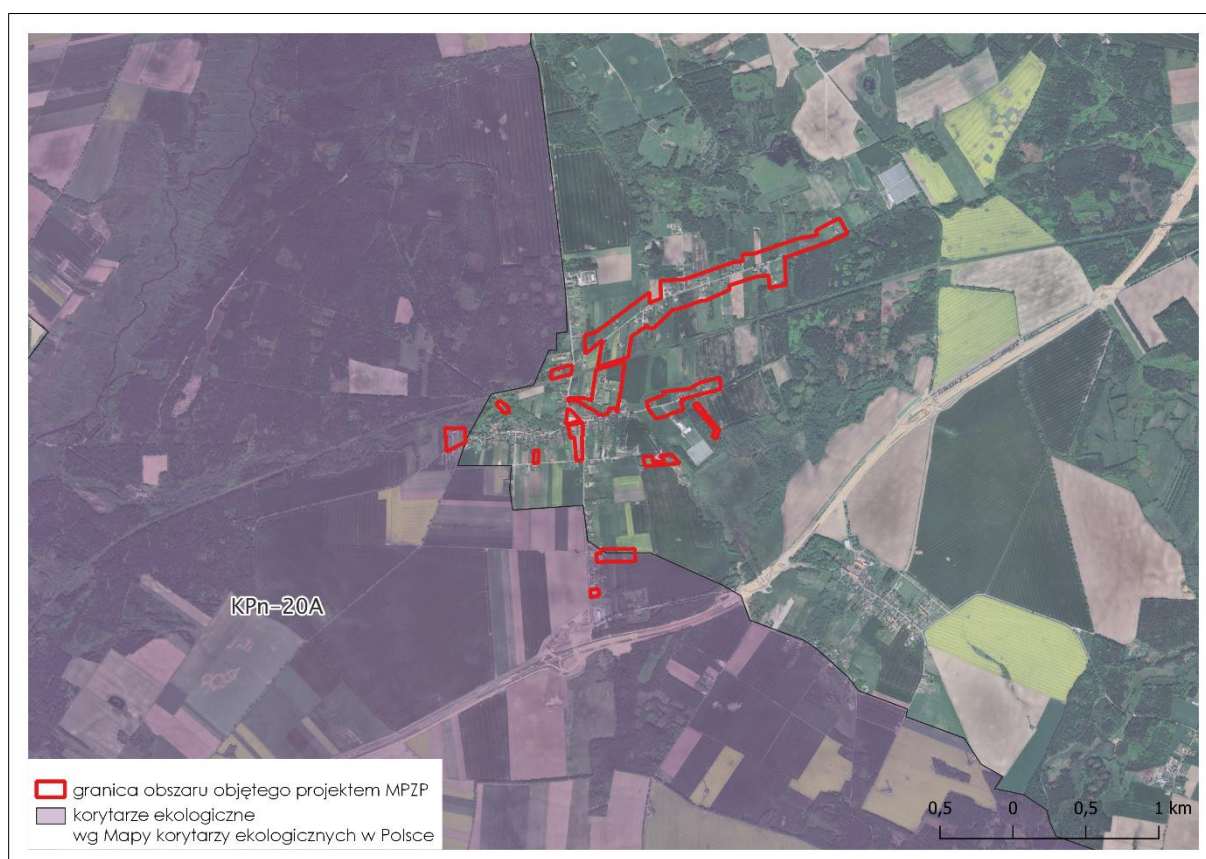 KPn-20A
granica obszaru objętego projektem MPZP
korytarze ekologiczne
wg Mapy korytarzy ekologicznych w Polsce
0,5 0 0,5 1 km